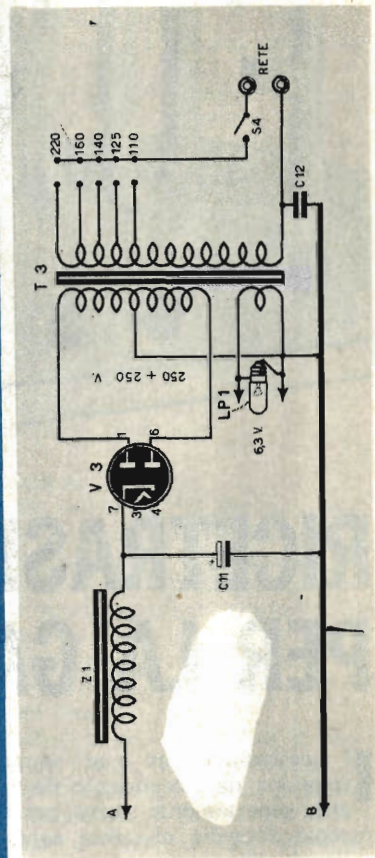 T 3
220
160
140
125
110
S4
RETE
C12
250 + 250 V.
LP1
6,3 V.
V 3
1
6
7
3
4
C11
Z1
A
B